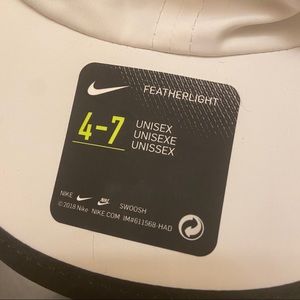 FEATHERLIGHT
4-7
UNISEX
UNISEXE
UNISSEX
NIKE SWOOSH
©2018 Nike NIKE.COM IM#611568-HAD